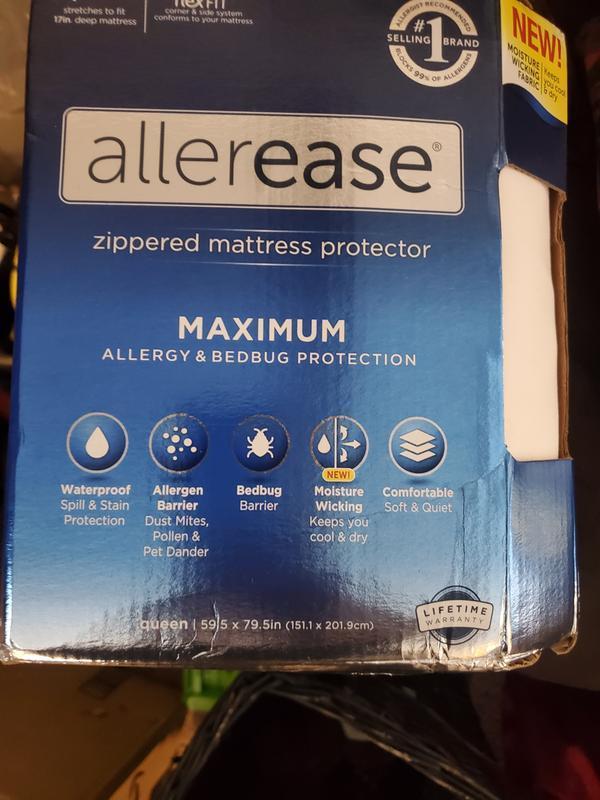 stretches to fit
17in. deep mattress
flexFIT
corner & side system
conforms to your mattress
ALLERGIST RECOMMENDED
#1
SELLING BRAND
BLOCKS 99% OF ALLERGENS
NEW!
MOISTURE
WICKING
FABRIC
Keeps
you cool
& dry
allerease®
zippered mattress protector
MAXIMUM
ALLERGY & BEDBUG PROTECTION
Waterproof
Spill & Stain
Protection
Allergen
Barrier
Dust Mites,
Pollen &
Pet Dander
Bedbug
Barrier
NEW!
Moisture
Wicking
Keeps you
cool & dry
Comfortable
Soft & Quiet
queen | 59.5 x 79.5in (151.1 x 201.9cm)
LIFETIME
WARRANTY